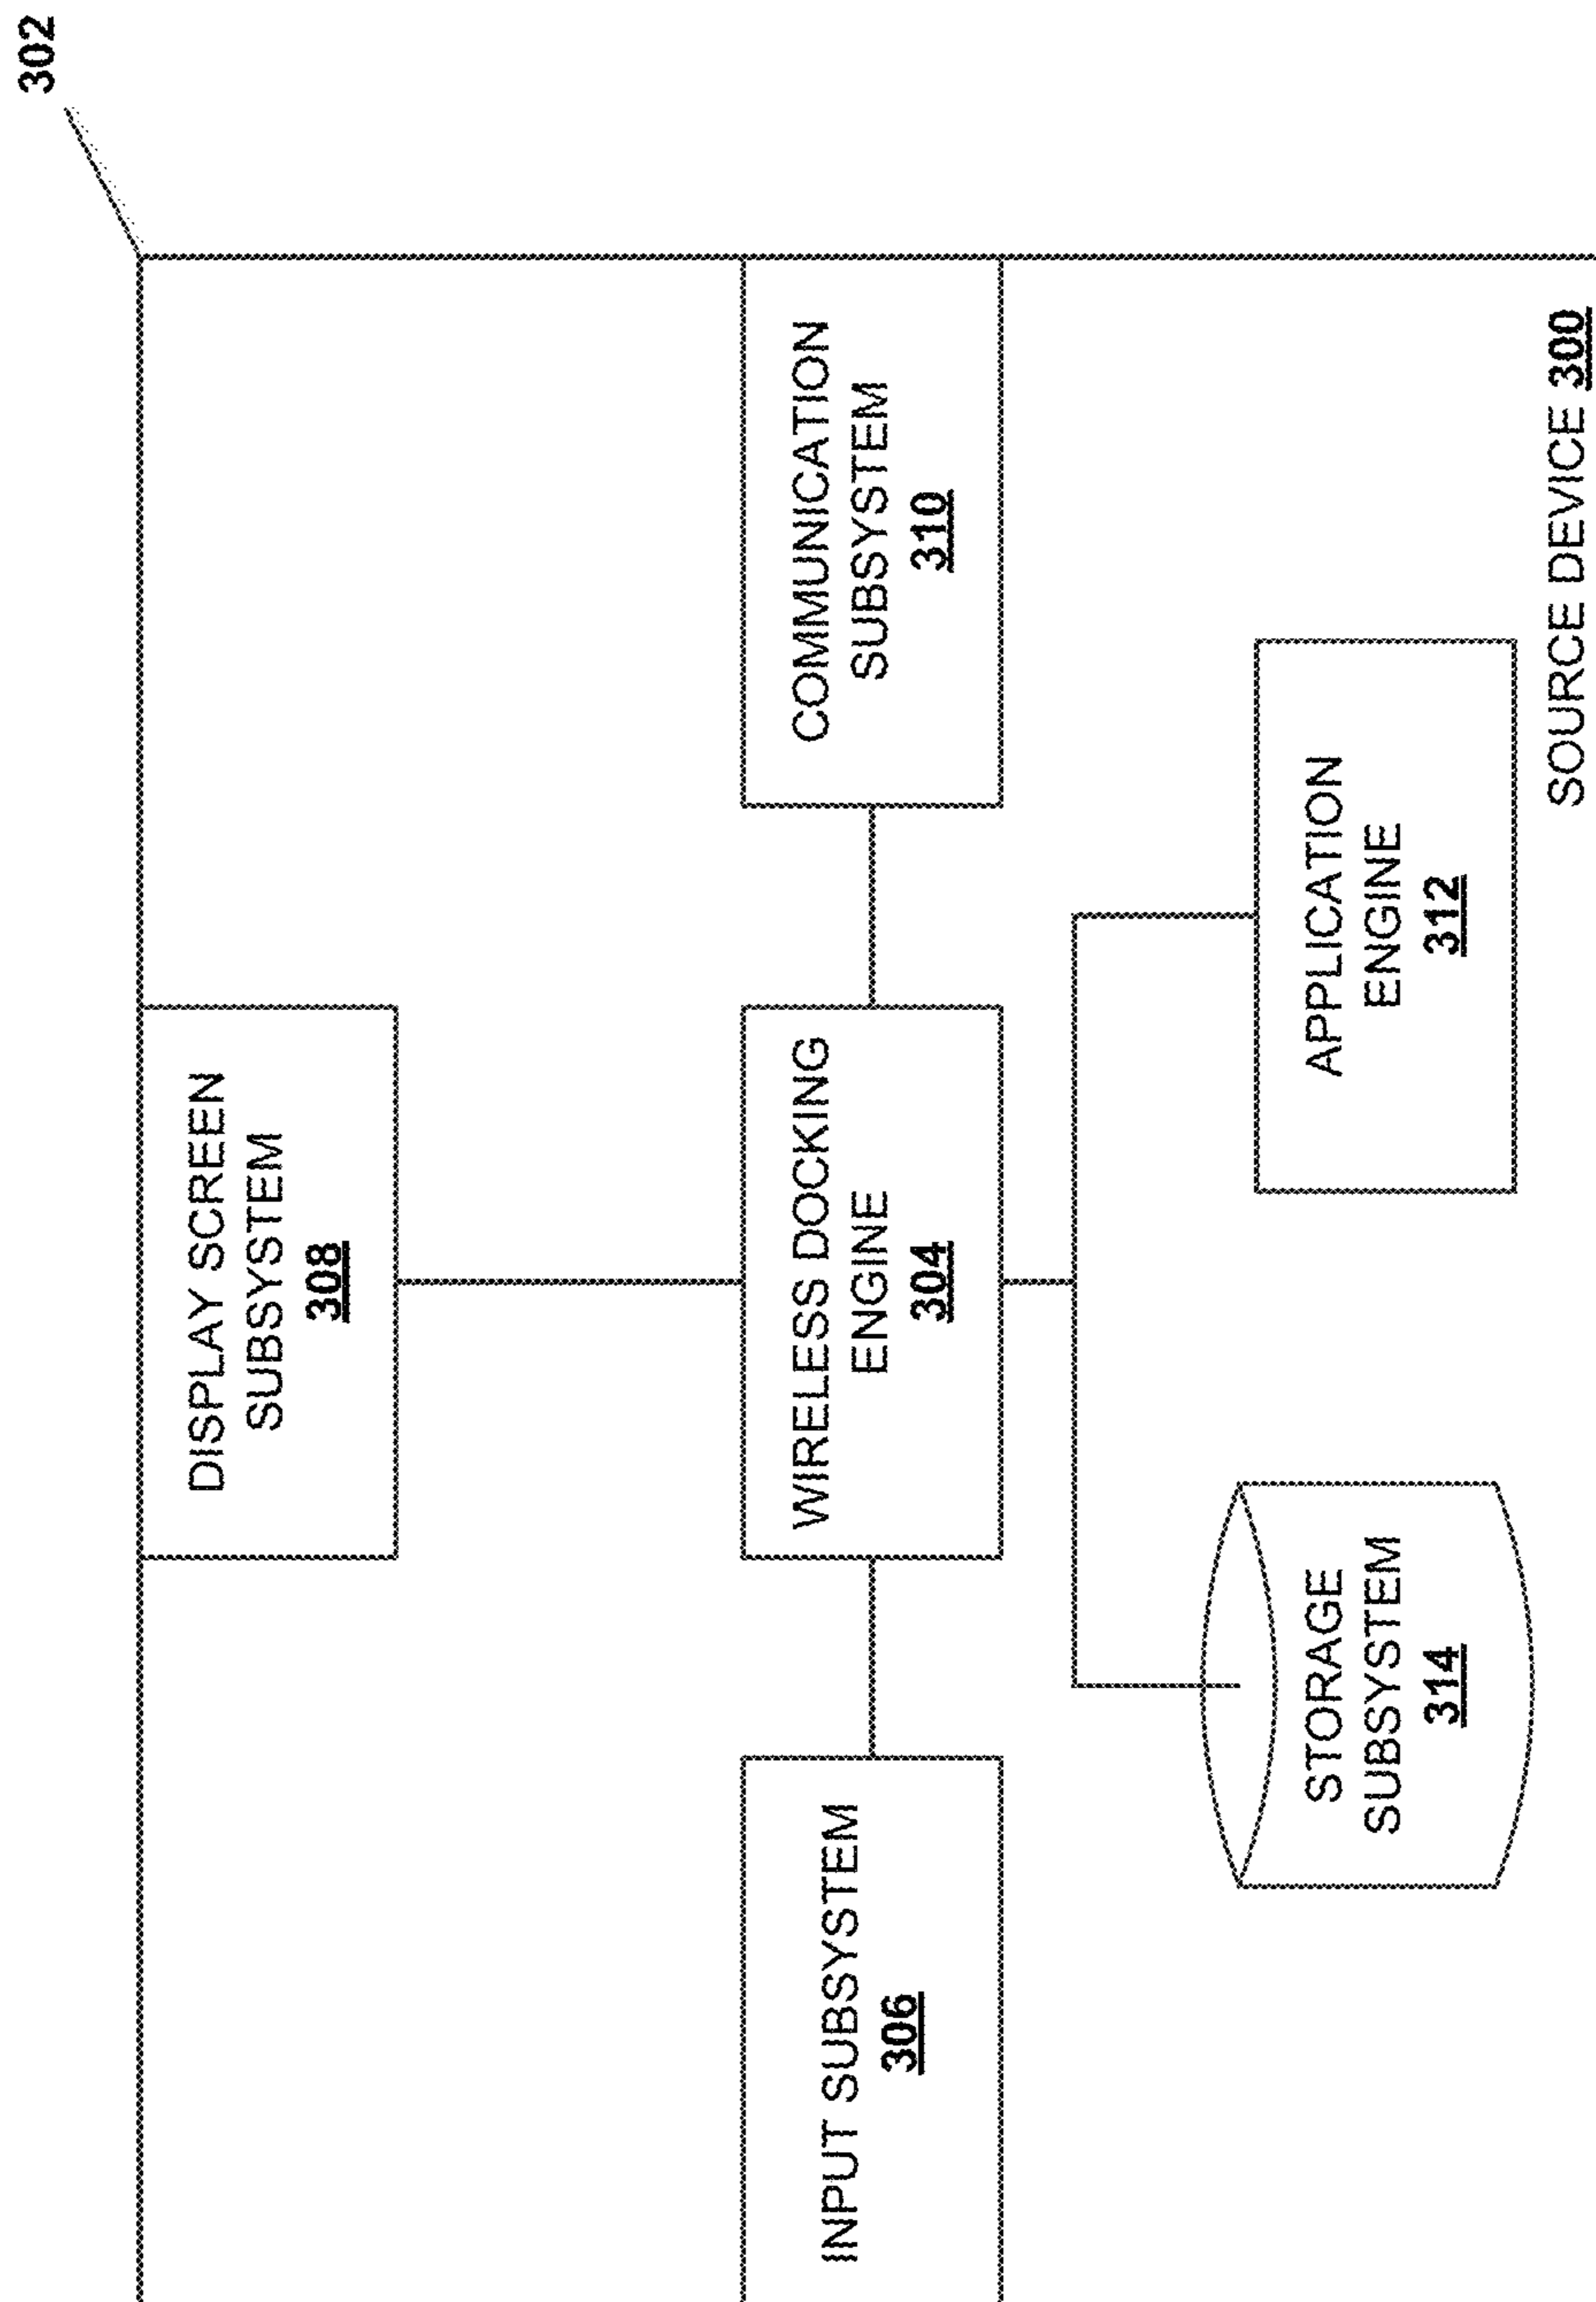 302
DISPLAY SCREEN
SUBSYSTEM
308
INPUT SUBSYSTEM
306
WIRELESS DOCKING
ENGINE
304
COMMUNICATION
SUBSYSTEM
310
STORAGE
SUBSYSTEM
314
APPLICATION
ENGINE
312
SOURCE DEVICE 300